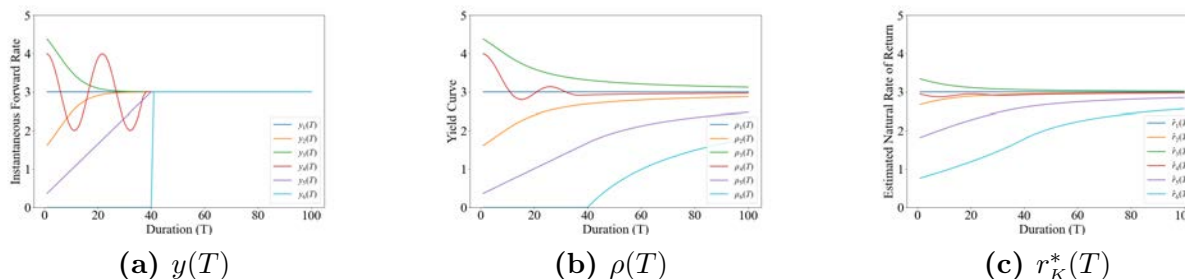 5
4
3
2
1
0
Instantaneous Forward Rate
y₁(T)
y₂(T)
y₃(T)
y₄(T)
y₅(T)
y₆(T)
0 20 40 60 80 100
Duration (T)
(a) y(T)
5
4
3
2
1
0
Yield Curve
ρ₁(T)
ρ₂(T)
ρ₃(T)
ρ₄(T)
ρ₅(T)
ρ₆(T)
0 20 40 60 80 100
Duration (T)
(b) ρ(T)
5
4
3
2
1
0
Estimated Natural Rate of Return
0 20 40 60 80 100
Duration (T)
(c) r*_K(T)